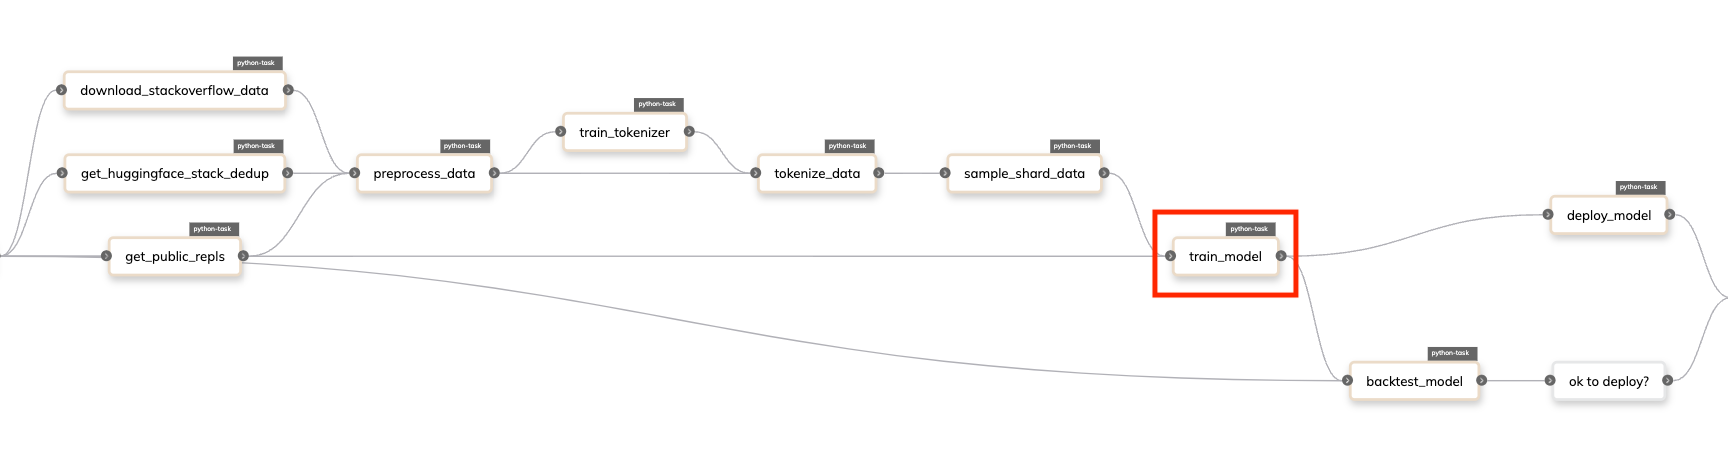 python-task
download_stackoverflow_data
python-task
get_huggingface_stack_dedup
python-task
get_public_repls
python-task
preprocess_data
python-task
train_tokenizer
python-task
tokenize_data
python-task
sample_shard_data
python-task
train_model
python-task
deploy_model
python-task
backtest_model
ok to deploy?